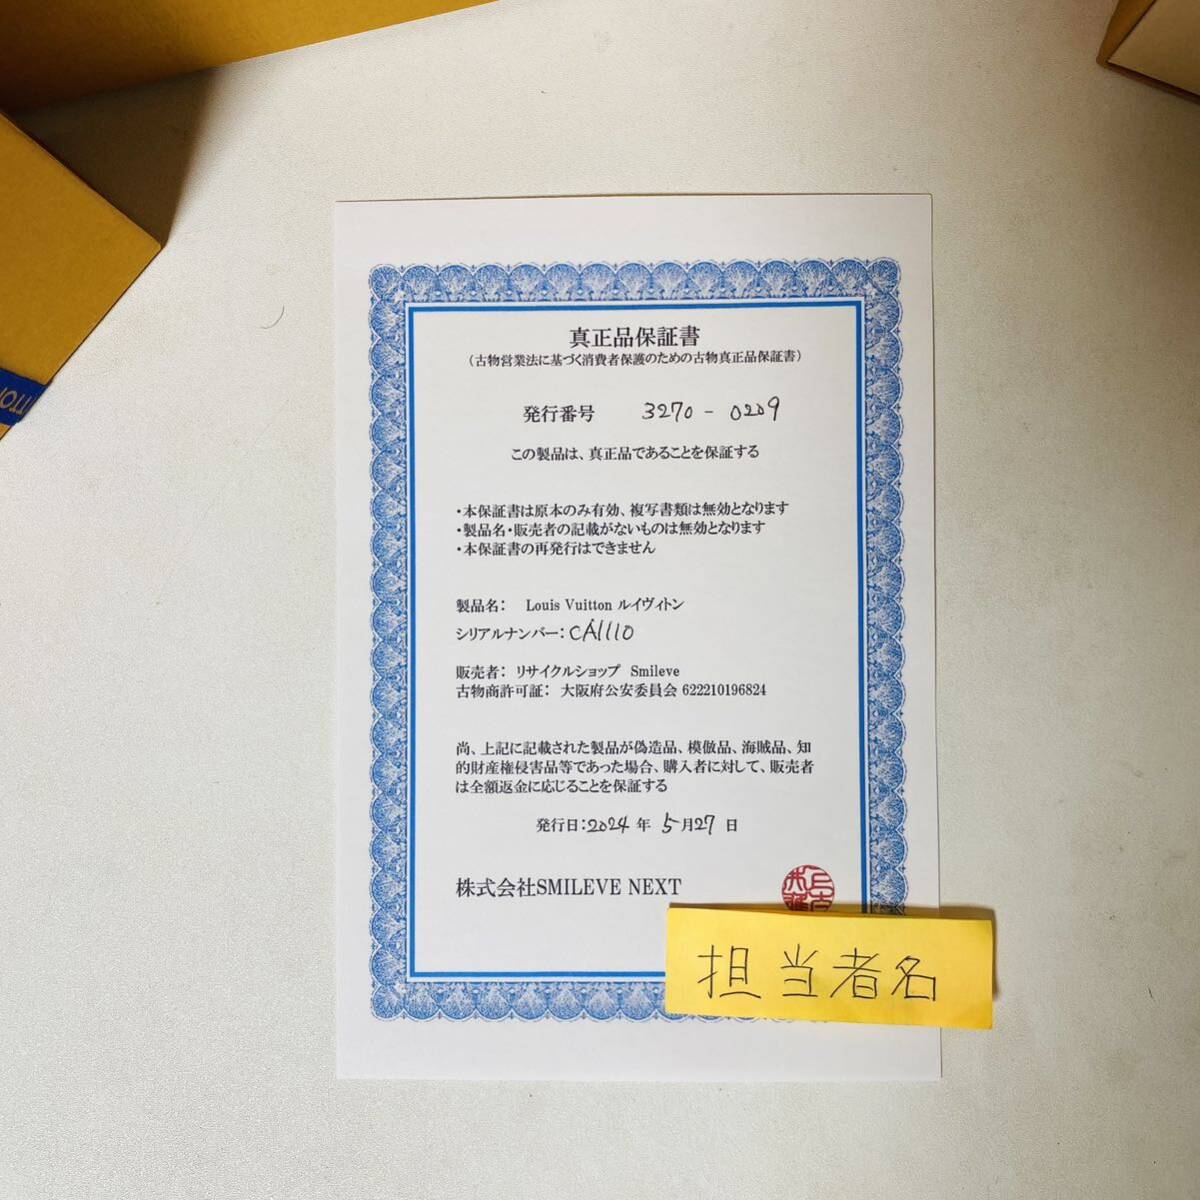 真正品保証書
（古物営業法に基づく消費者保護のための古物真正品保証書）
発行番号 3270 - 0209
この製品は、真正品であることを保証する
・本保証書は原本のみ有効、複写書類は無効となります
・製品名・販売者の記載がないものは無効となります
・本保証書の再発行はできません
製品名： Louis Vuitton ルイヴィトン
シリアルナンバー：CA1110
販売者： リサイクルショップ Smileve
古物商許可証： 大阪府公安委員会 622210196824
尚、上記に記載された製品が偽造品、模倣品、海賊品、知
的財産権侵害品等であった場合、購入者に対して、販売者
は全額返金に応じることを保証する
発行日：2024 年 5 月 27 日
株式会社SMILEVE NEXT
担当者名